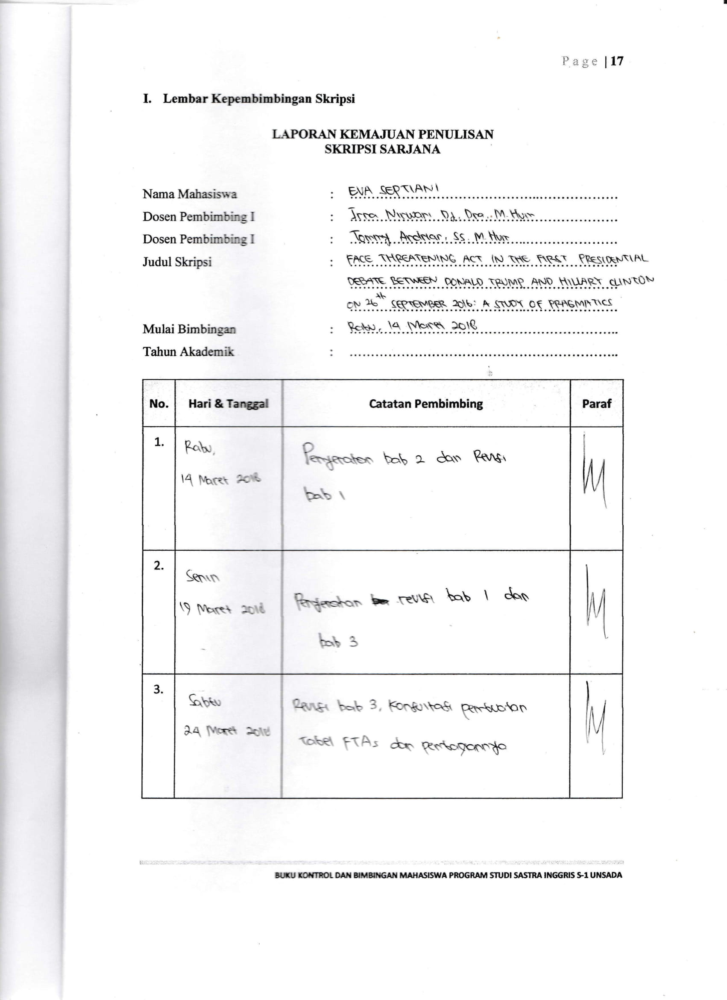 Page | 17
I. Lembar Kepembimbingan Skripsi
LAPORAN KEMAJUAN PENULISAN
SKRIPSI SARJANA
Nama Mahasiswa : EVA SEPTIANI
Dosen Pembimbing I : Irra Nirwani Dj, Dra, M. Hum
Dosen Pembimbing I : Tommy Andrian, SS. M. Hum
Judul Skripsi : FACE THREATENING ACT IN THE FIRST PRESIDENTIAL
DEBATE BETWEEN DONALD TRUMP AND HILLARY CLINTON
ON 26th SEPTEMBER 2016: A STUDY OF PRAGMATICS
Mulai Bimbingan : Rabu, 14 Maret 2018
Tahun Akademik :
No. Hari & Tanggal Catatan Pembimbing Paraf
1. Rabu,
14 Maret 2018
Penyerahan bab 2 dan Revisi
bab 1
2. Senin
19 Maret 2018
Penyerahan revisi bab 1 dan
bab 3
3. Sabtu
24 Maret 2018
Revisi bab 3, Konsultasi pembuatan
Tabel FTAs dan pembagannya
BUKU KONTROL DAN BIMBINGAN MAHASISWA PROGRAM STUDI SASTRA INGGRIS S-1 UNSADA